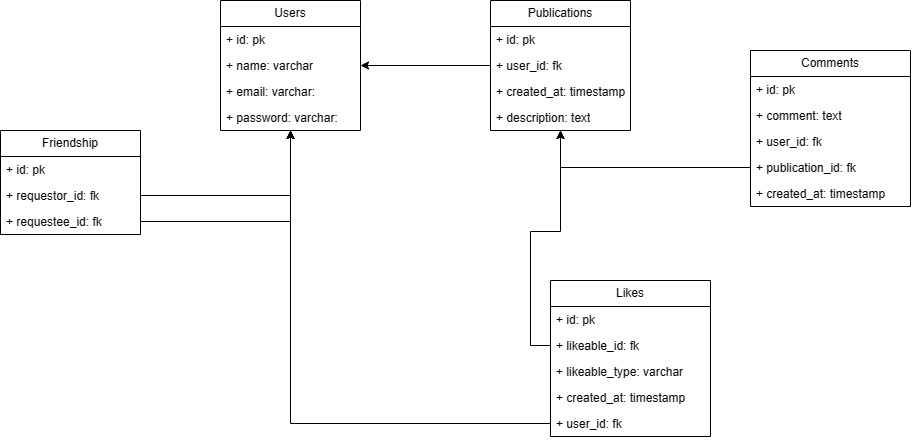 Users
+ id: pk
+ name: varchar
+ email: varchar:
+ password: varchar:
Publications
+ id: pk
+ user_id: fk
+ created_at: timestamp
+ description: text
Comments
+ id: pk
+ comment: text
+ user_id: fk
+ publication_id: fk
+ created_at: timestamp
Friendship
+ id: pk
+ requestor_id: fk
+ requestee_id: fk
Likes
+ id: pk
+ likeable_id: fk
+ likeable_type: varchar
+ created_at: timestamp
+ user_id: fk